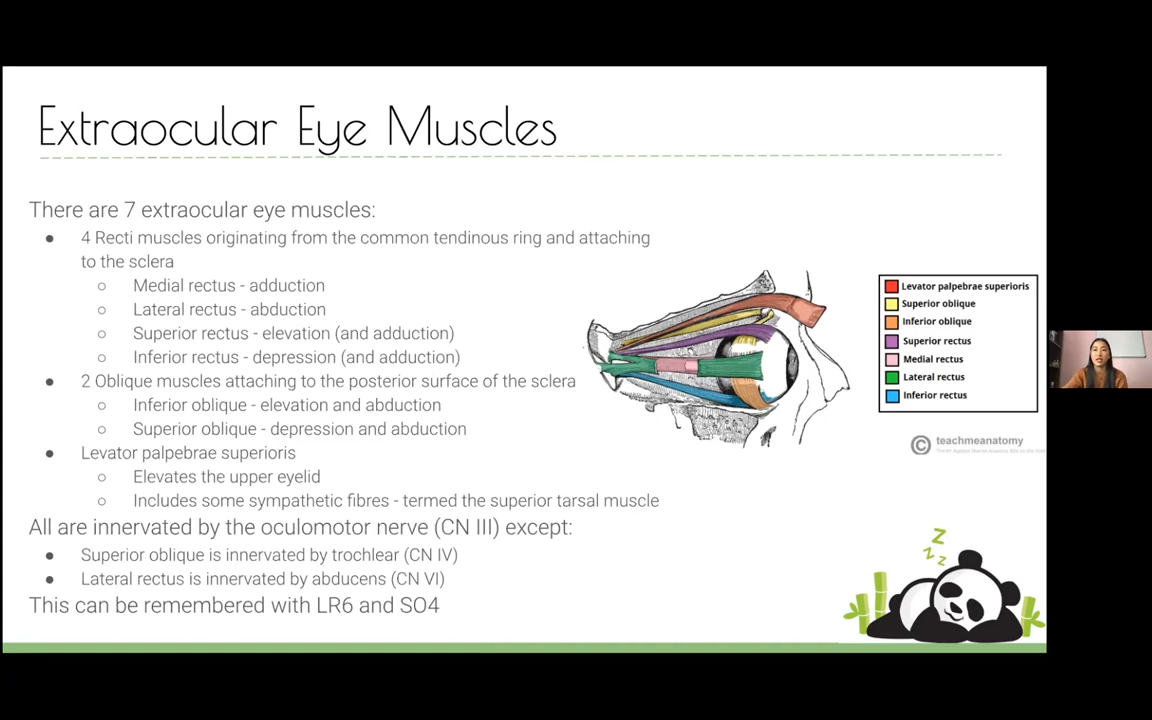 Extraocular Eye Muscles
There are 7 extraocular eye muscles:
● 4 Recti muscles originating from the common tendinous ring and attaching
to the sclera
○ Medial rectus - adduction
○ Lateral rectus - abduction
○ Superior rectus - elevation (and adduction)
○ Inferior rectus - depression (and adduction)
● 2 Oblique muscles attaching to the posterior surface of the sclera
○ Inferior oblique - elevation and abduction
○ Superior oblique - depression and abduction
● Levator palpebrae superioris
○ Elevates the upper eyelid
○ Includes some sympathetic fibres - termed the superior tarsal muscle
All are innervated by the oculomotor nerve (CN III) except:
● Superior oblique is innervated by trochlear (CN IV)
● Lateral rectus is innervated by abducens (CN VI)
This can be remembered with LR6 and SO4
Levator palpebrae superioris
Superior oblique
Inferior oblique
Superior rectus
Medial rectus
Lateral rectus
Inferior rectus
© teachmeanatomy
z
z
z